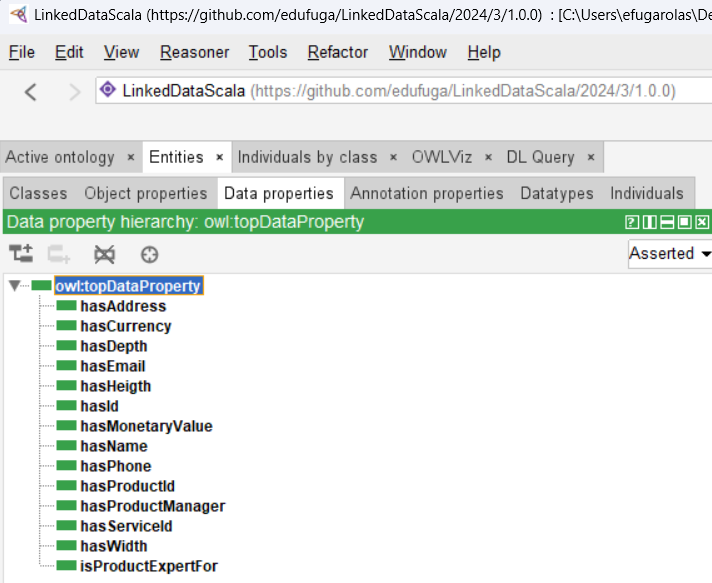 LinkedDataScala (https://github.com/edufuga/LinkedDataScala/2024/3/1.0.0) : [C:\Users\efugarolas\De
File Edit View Reasoner Tools Refactor Window Help
LinkedDataScala (https://github.com/edufuga/LinkedDataScala/2024/3/1.0.0)
Active ontology × Entities × Individuals by class × OWLViz × DL Query ×
Classes Object properties Data properties Annotation properties Datatypes Individuals
Data property hierarchy: owl:topDataProperty
Asserted
owl:topDataProperty
hasAddress
hasCurrency
hasDepth
hasEmail
hasHeigth
hasId
hasMonetaryValue
hasName
hasPhone
hasProductId
hasProductManager
hasServiceId
hasWidth
isProductExpertFor